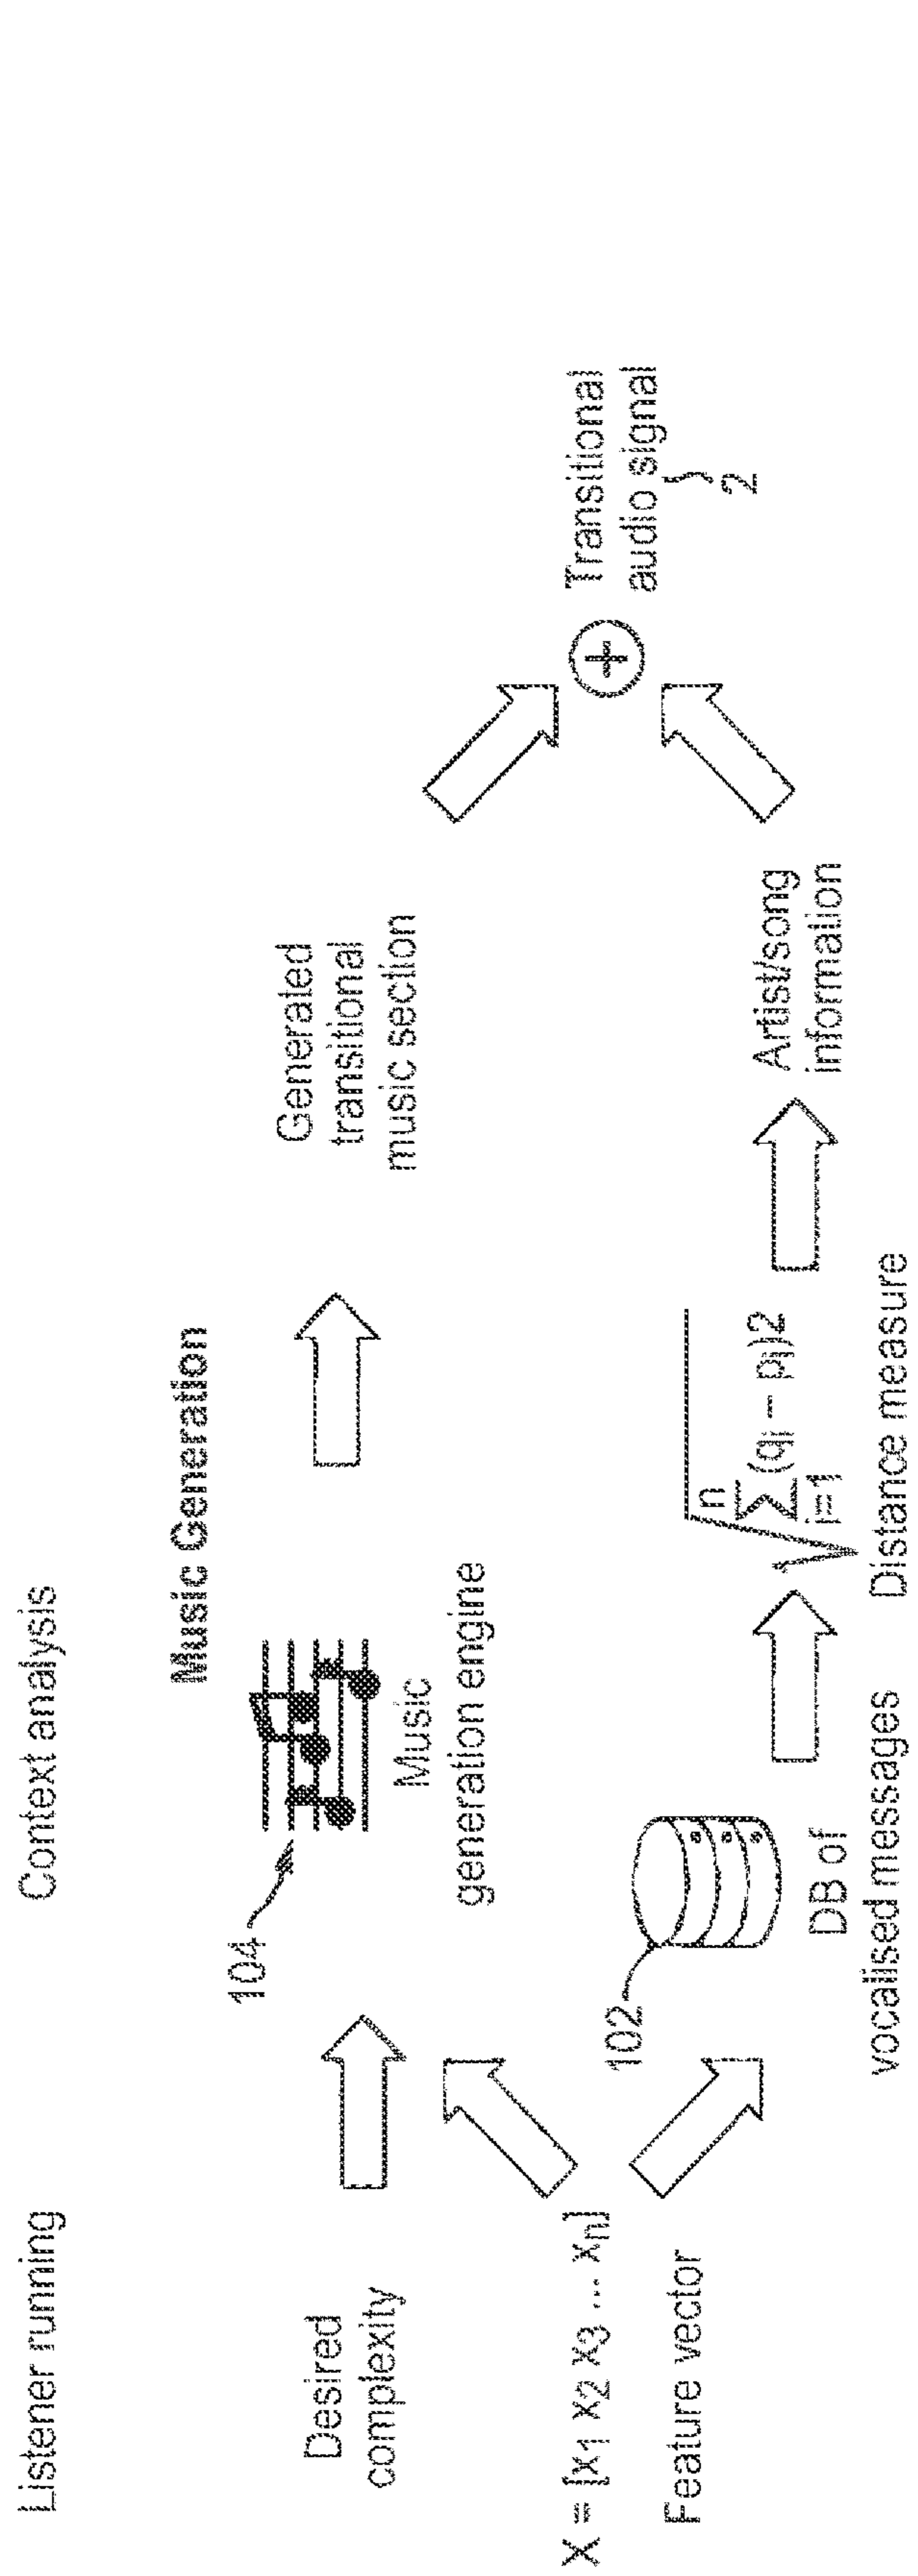 Listener running
Context analysis
Music Generation
Desired
complexity
104
Music
generation engine
Generated
transitional
music section
X = [x1 x2 x3 ... xn]
Feature vector
102
DB of
vocalised messages
n
√ ∑ (qi – pi)2
i=1
Distance measure
Artist/song
information
+
Transitional
audio signal
2